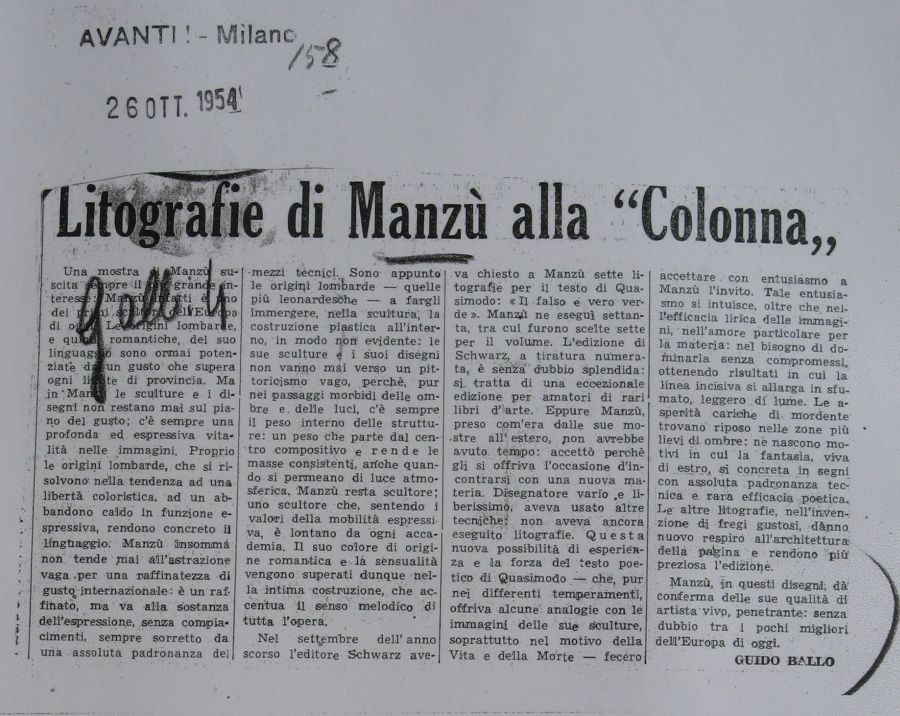 AVANTI! - Milano
/58
26 OTT. 1954
Litografie di Manzù alla “Colonna„
Una mostra Manzù su-
scita sempre il grande in-
teresse: Manzù infatti è uno
dei primi dell'Europa
di origini lombarde,
e romantiche, del suo
linguaggio sono ormai poten-
ziate da un gusto che supera
ogni limite di provincia. Ma
in Manzù le sculture e i di-
segni non restano mai sul pia-
no del gusto; c'è sempre una
profonda ed espressiva vita-
lità nelle immagini. Proprio
le origini lombarde, che si ri-
solvono nella tendenza ad una
libertà coloristica, ad un ab-
bandono caldo in funzione e-
spressiva, rendono concreto il
linguaggio. Manzù insomma
non tende mai all'astrazione
vaga per una raffinatezza di
gusto internazionale: è un raf-
finato, ma va alla sostanza
dell'espressione, senza compia-
cimenti, sempre sorretto da
una assoluta padronanza dei
mezzi tecnici. Sono appunto
le origini lombarde — quelle
più leonardesche — a fargli
immergere, nella scultura, la
costruzione plastica all'inter-
no, in modo non evidente: le
sue sculture e i suoi disegni
non vanno mai verso un pit-
toricismo vago, perchè, pur
nei passaggi morbidi delle om-
bre e delle luci, c'è sempre
il peso interno delle struttu-
re: un peso che parte dal cen-
tro compositivo e rende le
masse consistenti, anche quan-
do si permeano di luce atmo-
sferica. Manzù resta scultore;
uno scultore che, sentendo i
valori della mobilità espressi-
va, è lontano da ogni acca-
demia. Il suo colore di origi-
ne romantica e la sensualità
vengono superati dunque nel-
la intima costruzione, che ac-
centua il senso melodico di
tutta l'opera.
Nel settembre dell'anno
scorso l'editore Schwarz ave-
va chiesto a Manzù sette li-
tografie per il testo di Qua-
simodo: « Il falso e vero ver-
de ». Manzù ne eseguì settan-
ta, tra cui furono scelte sette
per il volume. L'edizione di
Schwarz, a tiratura numera-
ta, è senza dubbio splendida:
si tratta di una eccezionale
edizione per amatori di rari
libri d'arte. Eppure Manzù,
preso com'era dalle sue mo-
stre all'estero, non avrebbe
avuto tempo: accettò perchè
gli si offriva l'occasione d'in-
contrarsi con una nuova ma-
teria. Disegnatore vario e li-
berissimo, aveva usato altre
tecniche: non aveva ancora
eseguito litografie. Questa
nuova possibilità di esperien-
za e la forza del testo poe-
tico di Quasimodo — che, pur
nei differenti temperamenti,
offriva alcune analogie con le
immagini delle sue sculture,
soprattutto nel motivo della
Vita e della Morte — fecero
accettare con entusiasmo a
Manzù l'invito. Tale entusia-
smo si intuisce, oltre che nel-
l'efficacia lirica delle immagi-
ni, nell'amore particolare per
la materia: nel bisogno di do-
minarla senza compromessi,
ottenendo risultati in cui la
linea incisiva si allarga in sfu-
mato, leggero di lume. Le a-
sperità cariche di mordente
trovano riposo nelle zone più
lievi di ombre: ne nascono mo-
tivi in cui la fantasia, viva
di estro, si concreta in segni
con assoluta padronanza tec-
nica e rara efficacia poetica.
Le altre litografie, nell'inven-
zione di fregi gustosi, dànno
nuovo respiro all'architettura
della pagina e rendono più
preziosa l'edizione.
Manzù, in questi disegni, dà
conferma delle sue qualità di
artista vivo, penetrante: senza
dubbio tra i pochi migliori
dell'Europa di oggi.
GUIDO BALLO